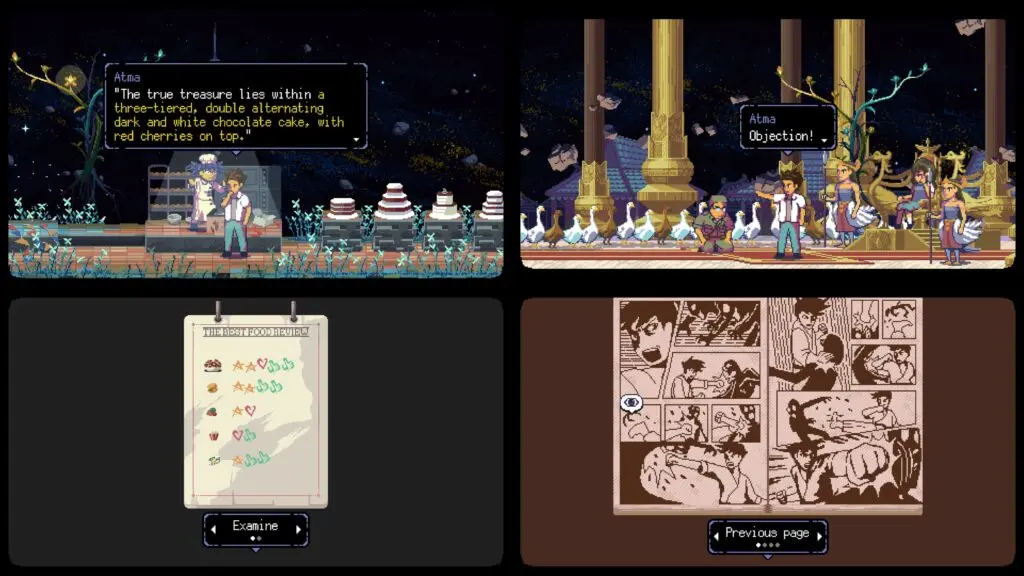 Atma
"The true treasure lies within a
three-tiered, double alternating
dark and white chocolate cake, with
red cherries on top."
Atma
Objection!
THE BEST FOOD REVIEW
Examine
Previous page